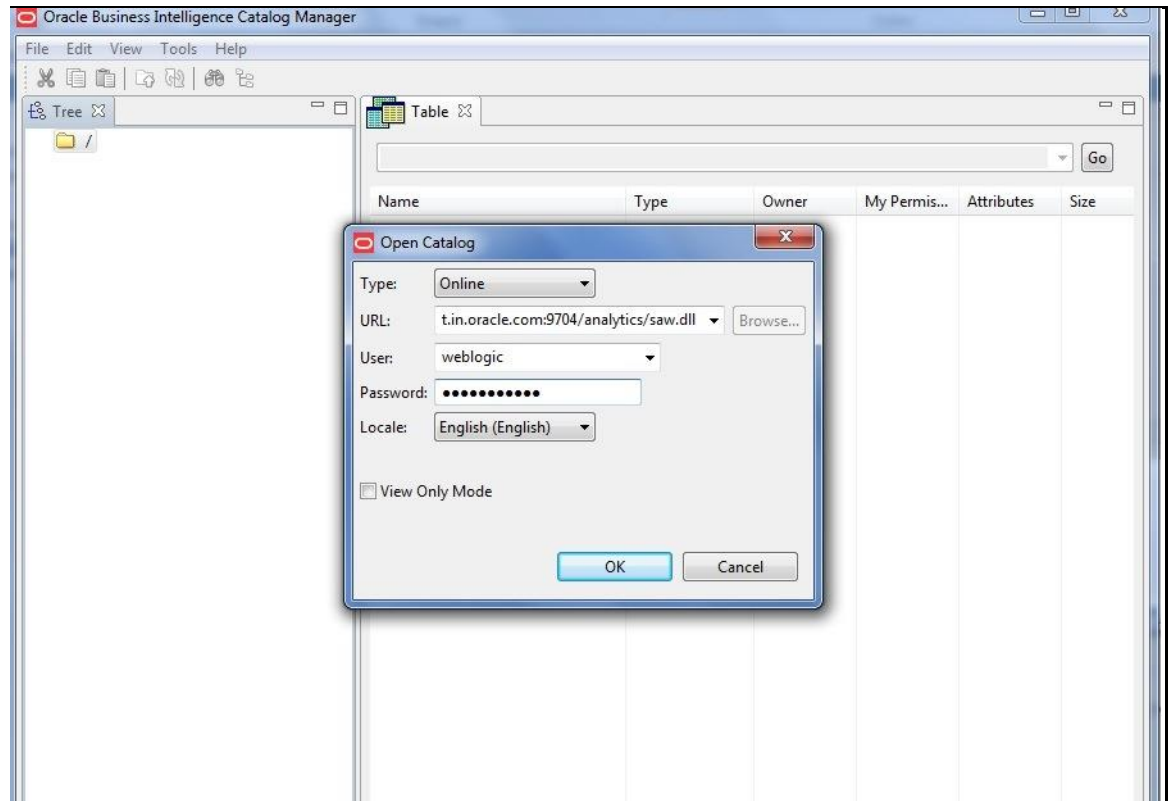 Oracle Business Intelligence Catalog Manager
File Edit View Tools Help
Tree
Table
/
Go
Name Type Owner My Permis... Attributes Size
Open Catalog
Type: Online
URL: t.in.oracle.com:9704/analytics/saw.dll Browse...
User: weblogic
Password: ●●●●●●●●●●●
Locale: English (English)
View Only Mode
OK Cancel